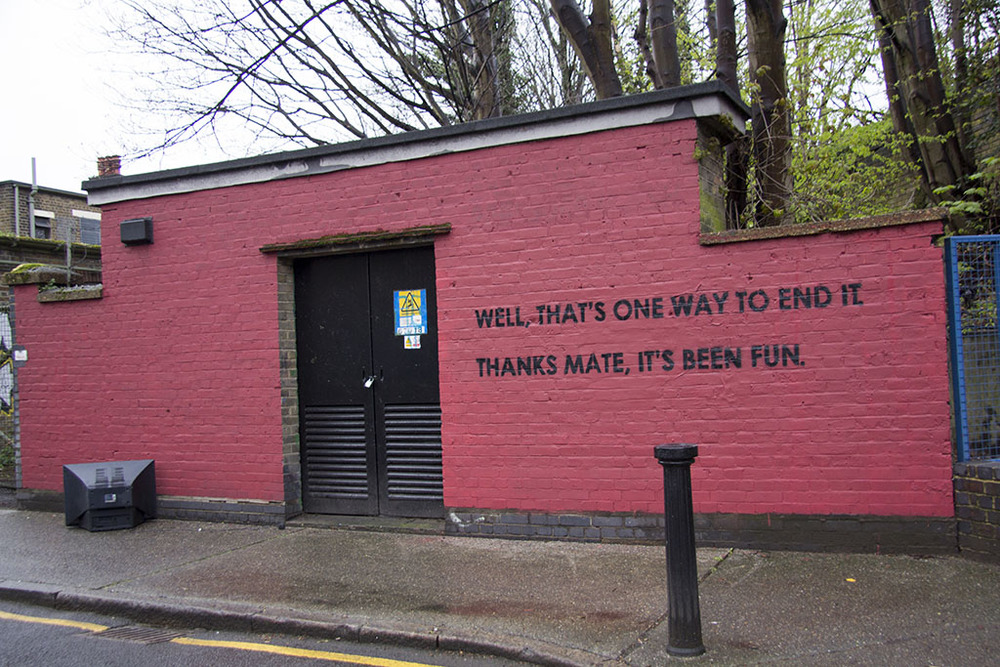 WELL, THAT'S ONE WAY TO END IT.
THANKS MATE, IT'S BEEN FUN.